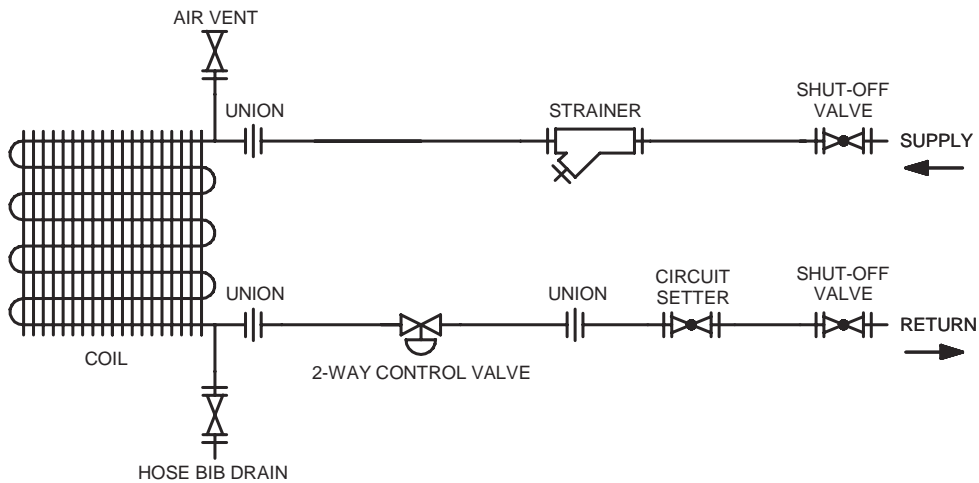 AIR VENT
UNION
STRAINER
SHUT-OFF
VALVE
SUPPLY
UNION
UNION
CIRCUIT
SETTER
SHUT-OFF
VALVE
RETURN
COIL
2-WAY CONTROL VALVE
HOSE BIB DRAIN